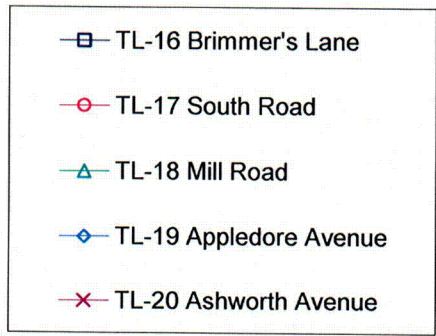 TL-16 Brimmer's Lane
TL-17 South Road
TL-18 Mill Road
TL-19 Appledore Avenue
TL-20 Ashworth Avenue